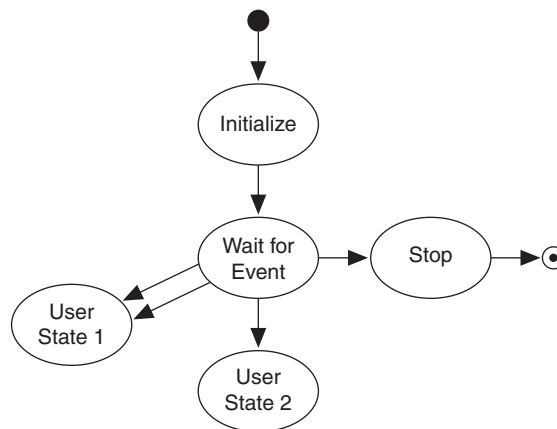 Initialize
Wait for
Event
Stop
User
State 1
User
State 2